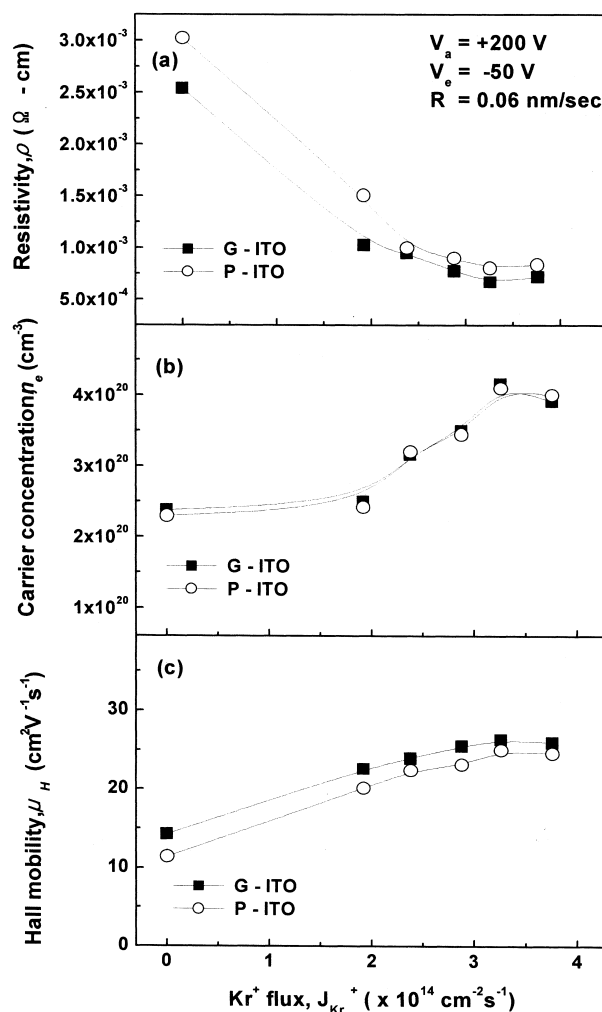 (a)
V_a = +200 V
V_e = -50 V
R = 0.06 nm/sec
Resistivity, ρ ( Ω - cm)
3.0x10⁻³
2.5x10⁻³
2.0x10⁻³
1.5x10⁻³
1.0x10⁻³
5.0x10⁻⁴
G - ITO
P - ITO
(b)
Carrier concentration n_e (cm⁻³)
4x10²⁰
3x10²⁰
2x10²⁰
1x10²⁰
G - ITO
P - ITO
(c)
Hall mobility, μ_H (cm²V⁻¹s⁻¹)
30
20
10
0
G - ITO
P - ITO
0 1 2 3 4
Kr⁺ flux, J_Kr⁺ ( x 10¹⁴ cm⁻²s⁻¹)